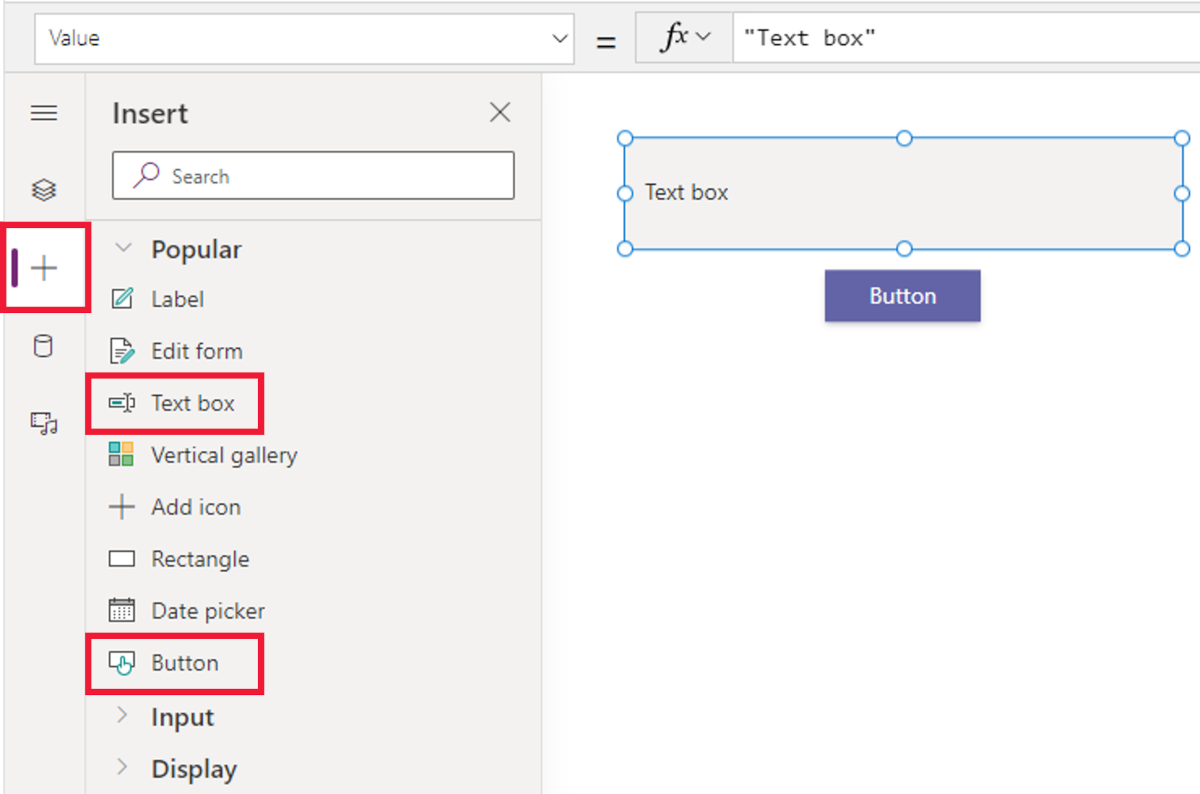 Value = fx "Text box"
Insert
Search
Popular
Label
Edit form
Text box
Vertical gallery
Add icon
Rectangle
Date picker
Button
Input
Display
Text box
Button